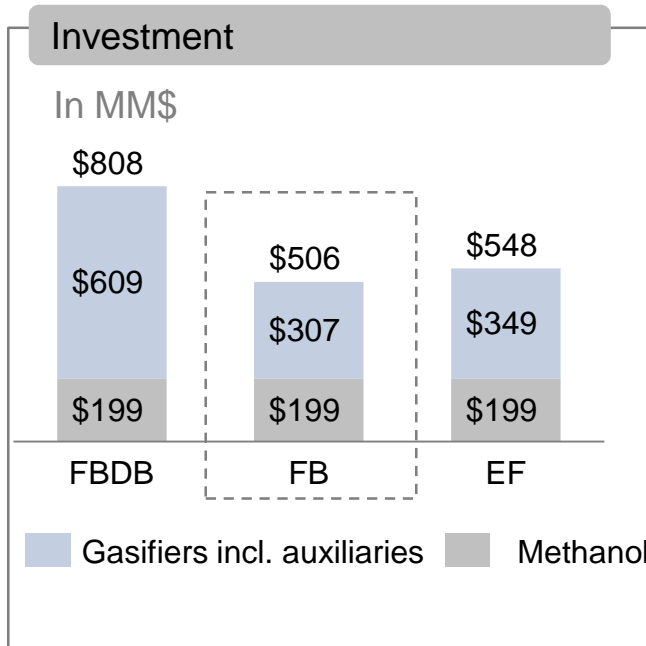 Investment
In MM$
$808
$506
$548
$609
$307
$349
$199
$199
$199
FBDB
FB
EF
Gasifiers incl. auxiliaries
Methanol